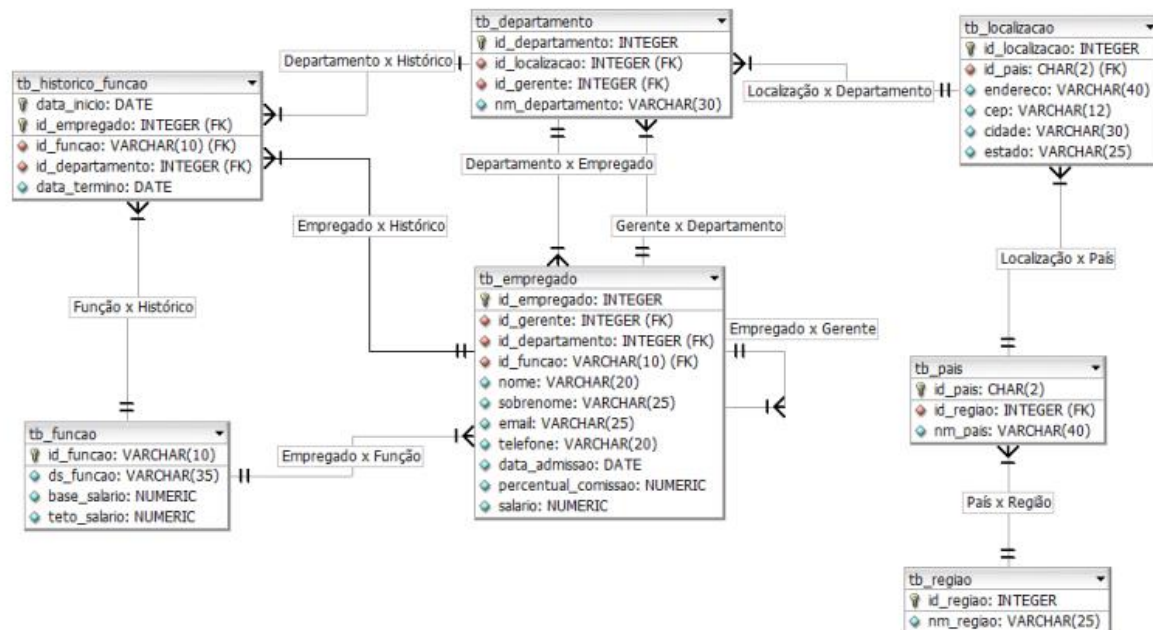 tb_departamento
id_departamento: INTEGER
id_localizacao: INTEGER (FK)
id_gerente: INTEGER (FK)
nm_departamento: VARCHAR(30)
tb_localizacao
id_localizacao: INTEGER
id_pais: CHAR(2) (FK)
endereco: VARCHAR(40)
cep: VARCHAR(12)
cidade: VARCHAR(30)
estado: VARCHAR(25)
Departamento x Histórico
Localização x Departamento
tb_historico_funcao
data_inicio: DATE
id_empregado: INTEGER (FK)
id_funcao: VARCHAR(10) (FK)
id_departamento: INTEGER (FK)
data_termino: DATE
Departamento x Empregado
Empregado x Histórico
Gerente x Departamento
Localização x País
Função x Histórico
tb_empregado
id_empregado: INTEGER
id_gerente: INTEGER (FK)
id_departamento: INTEGER (FK)
id_funcao: VARCHAR(10) (FK)
nome: VARCHAR(20)
sobrenome: VARCHAR(25)
email: VARCHAR(25)
telefone: VARCHAR(20)
data_admissao: DATE
percentual_comissao: NUMERIC
salario: NUMERIC
Empregado x Gerente
tb_pais
id_pais: CHAR(2)
id_regiao: INTEGER (FK)
nm_pais: VARCHAR(40)
tb_funcao
id_funcao: VARCHAR(10)
ds_funcao: VARCHAR(35)
base_salario: NUMERIC
teto_salario: NUMERIC
Empregado x Função
País x Região
tb_regiao
id_regiao: INTEGER
nm_regiao: VARCHAR(25)